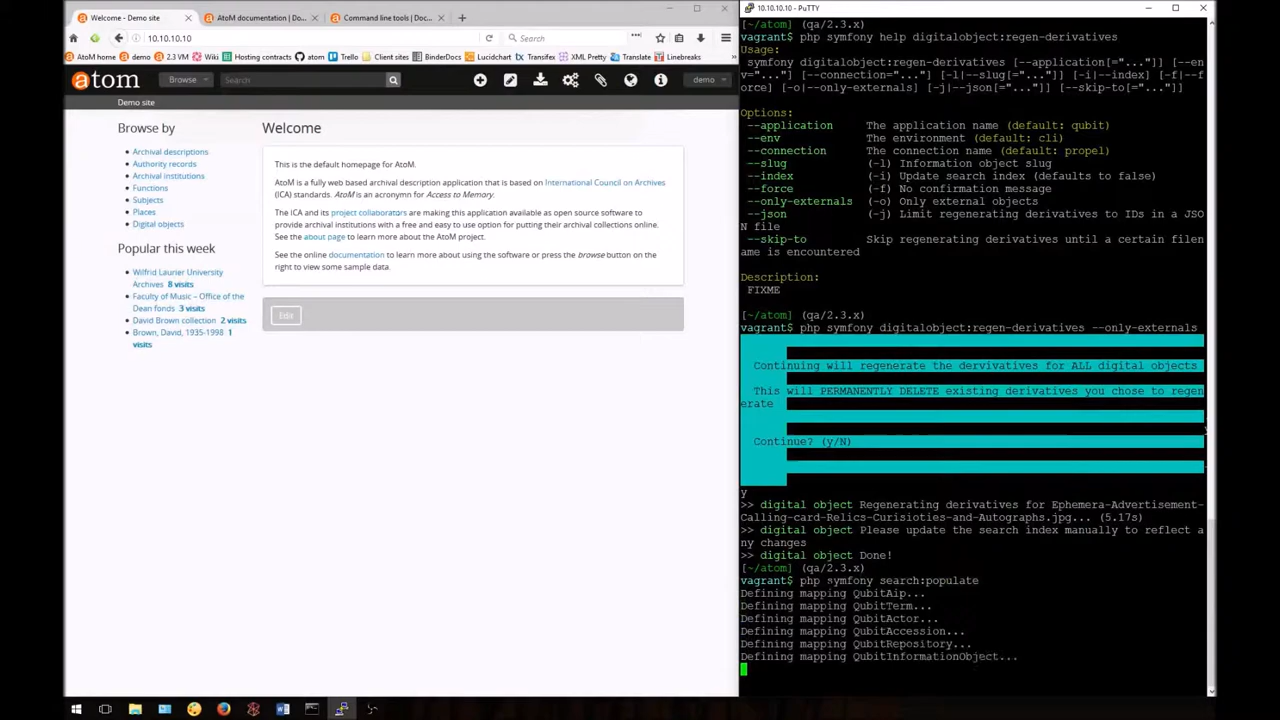 Welcome - Demo site
AtoM documentation | Do...
Command line tools | Doc...
10.10.10.10
Search
AtoM home
demo
2.3 VM
Wiki
Hosting contracts
atom
Trello
Client sites
BinderDocs
Lucidchart
Transifex
XML Pretty
Translate
Linebreaks
atom
Browse
Search
demo
Demo site
Browse by
Archival descriptions
Authority records
Archival institutions
Functions
Subjects
Places
Digital objects
Popular this week
Wilfrid Laurier University
Archives 8 visits
Faculty of Music – Office of the
Dean fonds 3 visits
David Brown collection 2 visits
Brown, David, 1935-1998 1
visits
Welcome
This is the default homepage for AtoM.
AtoM is a fully web based archival description application that is based on International Council on Archives
(ICA) standards. AtoM is an acronym for Access to Memory.
The ICA and its project collaborators are making this application available as open source software to
provide archival institutions with a free and easy to use option for putting their archival collections online.
See the about page to learn more about the AtoM project.
See the online documentation to learn more about using the software or press the browse button on the
right to view some sample data.
Edit
10.10.10.10 - PuTTY
[~/atom] (qa/2.3.x)
vagrant$ php symfony help digitalobject:regen-derivatives
Usage:
symfony digitalobject:regen-derivatives [--application[="..."]] [--en
v="..."] [--connection="..."] [-l|--slug="..."] [-i|--index] [-f|--fo
rce] [-o|--only-externals] [-j|--json[="..."]] [--skip-to[="..."]]
Options:
--application The application name (default: qubit)
--env The environment (default: cli)
--connection The connection name (default: propel)
--slug (-l) Information object slug
--index (-i) Update search index (defaults to false)
--force (-f) No confirmation message
--only-externals (-o) Only external objects
--json (-j) Limit regenerating derivatives to IDs in a JSO
N file
--skip-to Skip regenerating derivatives until a certain filen
ame is encountered
Description:
FIXME
[~/atom] (qa/2.3.x)
vagrant$ php symfony digitalobject:regen-derivatives --only-externals
Continuing will regenerate the dervivatives for ALL digital objects
This will PERMANENTLY DELETE existing derivatives you chose to regen
erate
Continue? (y/N)
y
>> digital object Regenerating derivatives for Ephemera-Advertisement-
Calling-card-Relics-Curisioties-and-Autographs.jpg... (5.17s)
>> digital object Please update the search index manually to reflect a
ny changes
>> digital object Done!
[~/atom] (qa/2.3.x)
vagrant$ php symfony search:populate
Defining mapping QubitAip...
Defining mapping QubitTerm...
Defining mapping QubitActor...
Defining mapping QubitAccession...
Defining mapping QubitRepository...
Defining mapping QubitInformationObject...